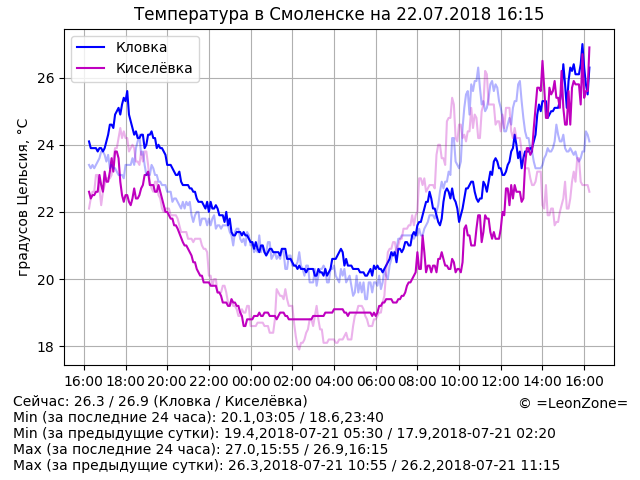 Температура в Смоленске на 22.07.2018 16:15
Кловка
Киселёвка
градусов Цельсия, °C
26
24
22
20
18
16:00 18:00 20:00 22:00 00:00 02:00 04:00 06:00 08:00 10:00 12:00 14:00 16:00
Сейчас: 26.3 / 26.9 (Кловка / Киселёвка)
© =LeonZone=
Min (за последние 24 часа): 20.1,03:05 / 18.6,23:40
Min (за предыдущие сутки): 19.4,2018-07-21 05:30 / 17.9,2018-07-21 02:20
Max (за последние 24 часа): 27.0,15:55 / 26.9,16:15
Max (за предыдущие сутки): 26.3,2018-07-21 10:55 / 26.2,2018-07-21 11:15